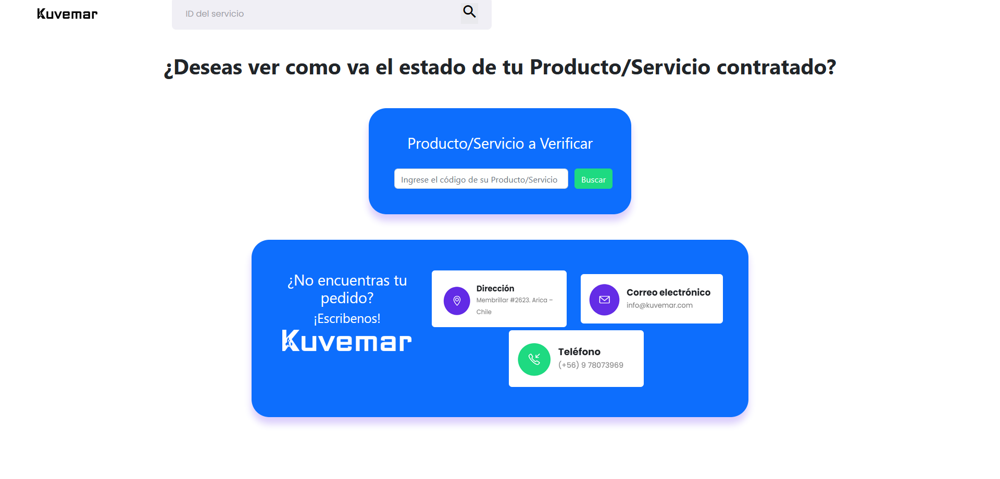 Kuvemar
ID del servicio
¿Deseas ver como va el estado de tu Producto/Servicio contratado?
Producto/Servicio a Verificar
Ingrese el código de su Producto/Servicio
Buscar
¿No encuentras tu
pedido?
¡Escribenos!
Kuvemar
Dirección
Membrillar #2623. Arica –
Chile
Correo electrónico
info@kuvemar.com
Teléfono
(+56) 9 78073969